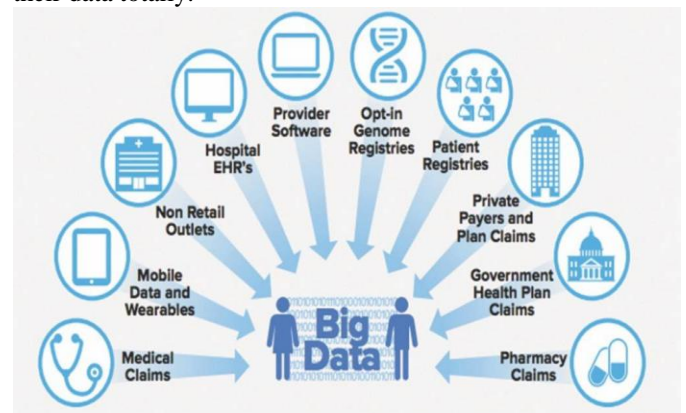 their data totally.
Provider
Software
Opt-in
Genome
Registries
Hospital
EHR's
Patient
Registries
Non Retail
Outlets
Private
Payers and
Plan Claims
Mobile
Data and
Wearables
Government
Health Plan
Claims
Big
Data
Medical
Claims
Pharmacy
Claims